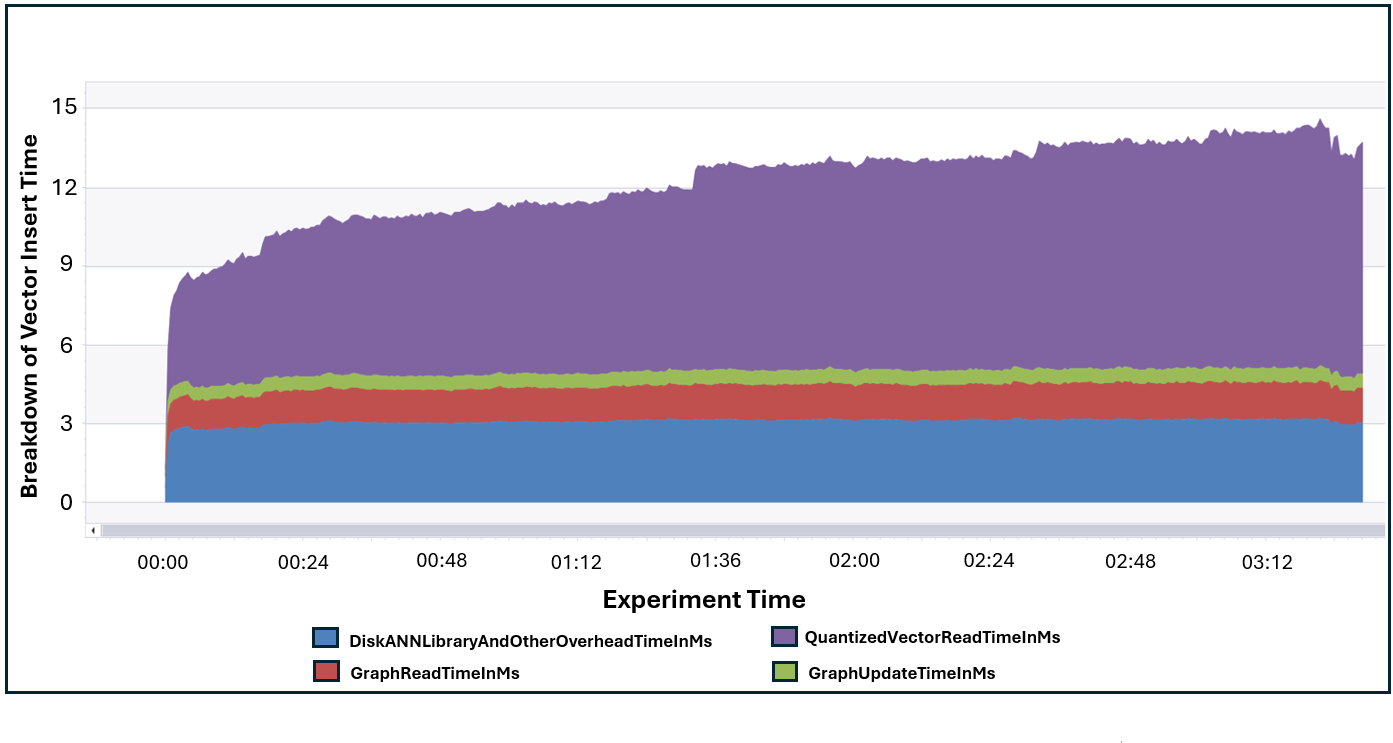 Breakdown of Vector Insert Time
15
12
9
6
3
0
00:00 00:24 00:48 01:12 01:36 02:00 02:24 02:48 03:12
Experiment Time
DiskANNLibraryAndOtherOverheadTimeInMs QuantizedVectorReadTimeInMs
GraphReadTimeInMs GraphUpdateTimeInMs